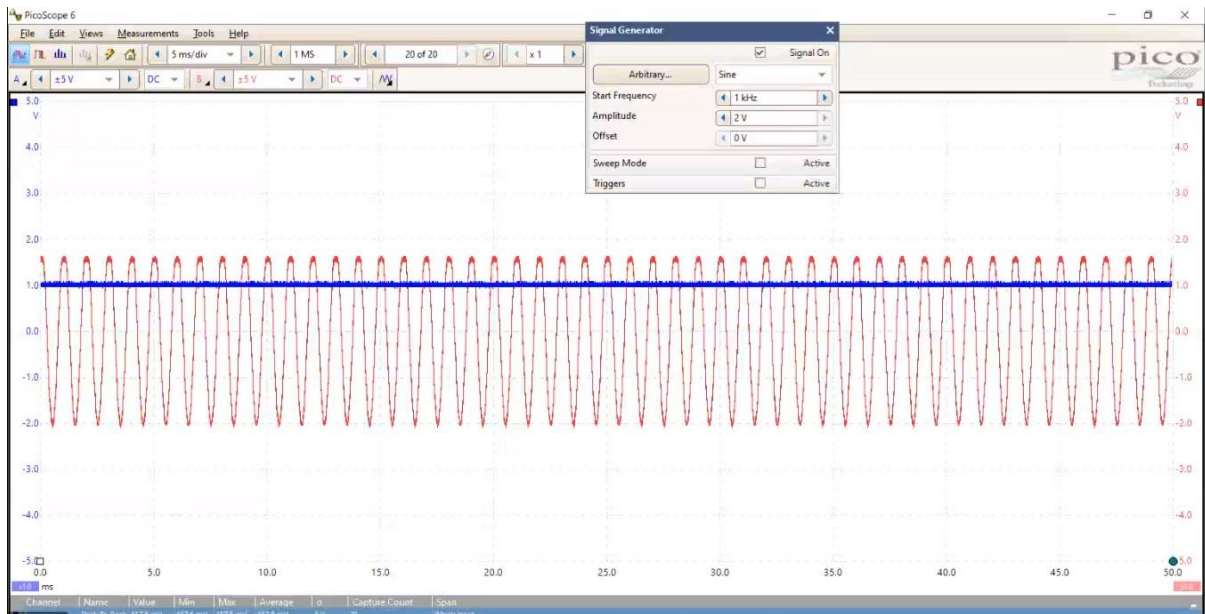 PicoScope 6
File Edit Views Measurements Tools Help
5 ms/div 1 MS 20 of 20 x 1
A ±5 V DC B ±5 V DC
pico
Technology
Signal Generator
Signal On
Arbitrary... Sine
Start Frequency 1 kHz
Amplitude 2 V
Offset 0 V
Sweep Mode Active
Triggers Active
5.0 5.0
V V
4.0 4.0
3.0 3.0
2.0 2.0
1.0 1.0
0.0 0.0
-1.0 -1.0
-2.0 -2.0
-3.0 -3.0
-4.0 -4.0
-5.0 -5.0
0.0 5.0 10.0 15.0 20.0 25.0 30.0 35.0 40.0 45.0 50.0
x1.0 ms x1.0
Channel Name Value Min Max Average σ Capture Count Span